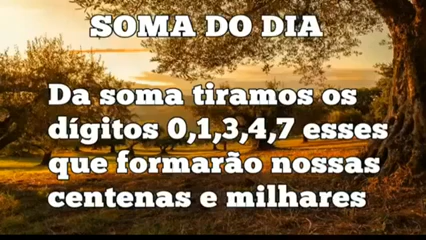 SOMA DO DIA
Da soma tiramos os
dígitos 0,1,3,4,7 esses
que formarão nossas
centenas e milhares